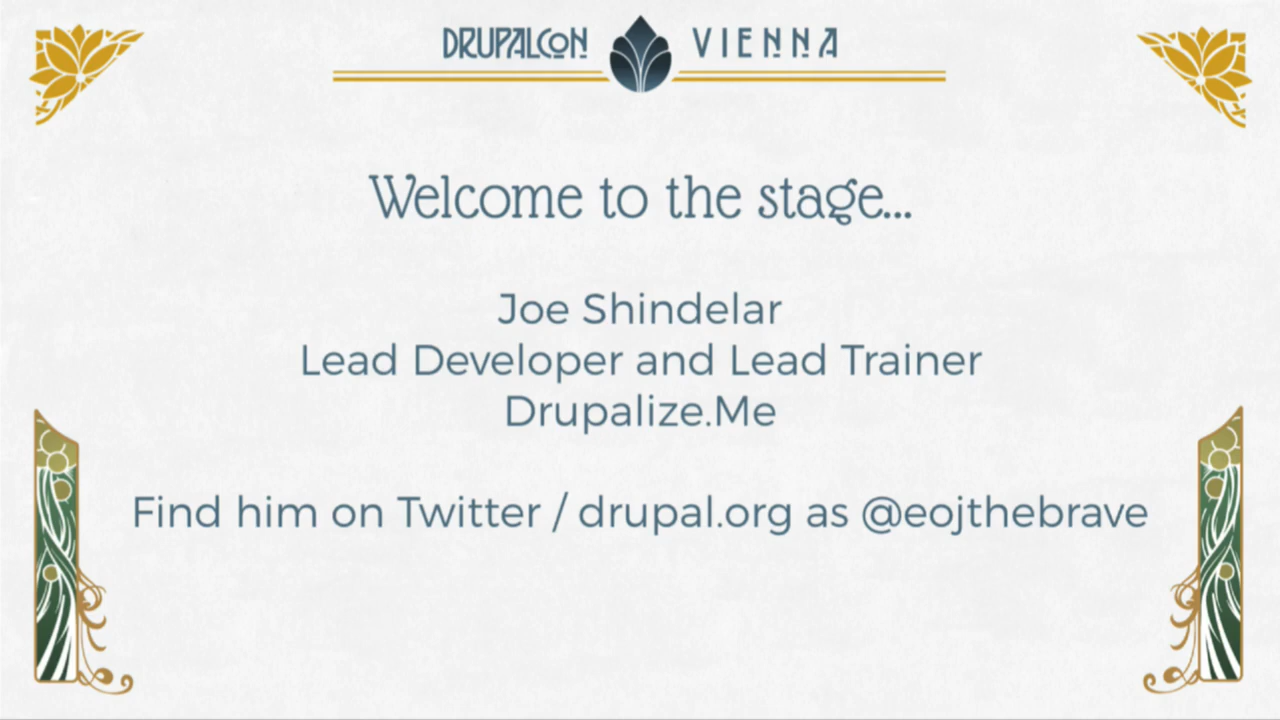 DRUPALCON VIENNA
Welcome to the stage...
Joe Shindelar
Lead Developer and Lead Trainer
Drupalize.Me
Find him on Twitter / drupal.org as @eojthebrave